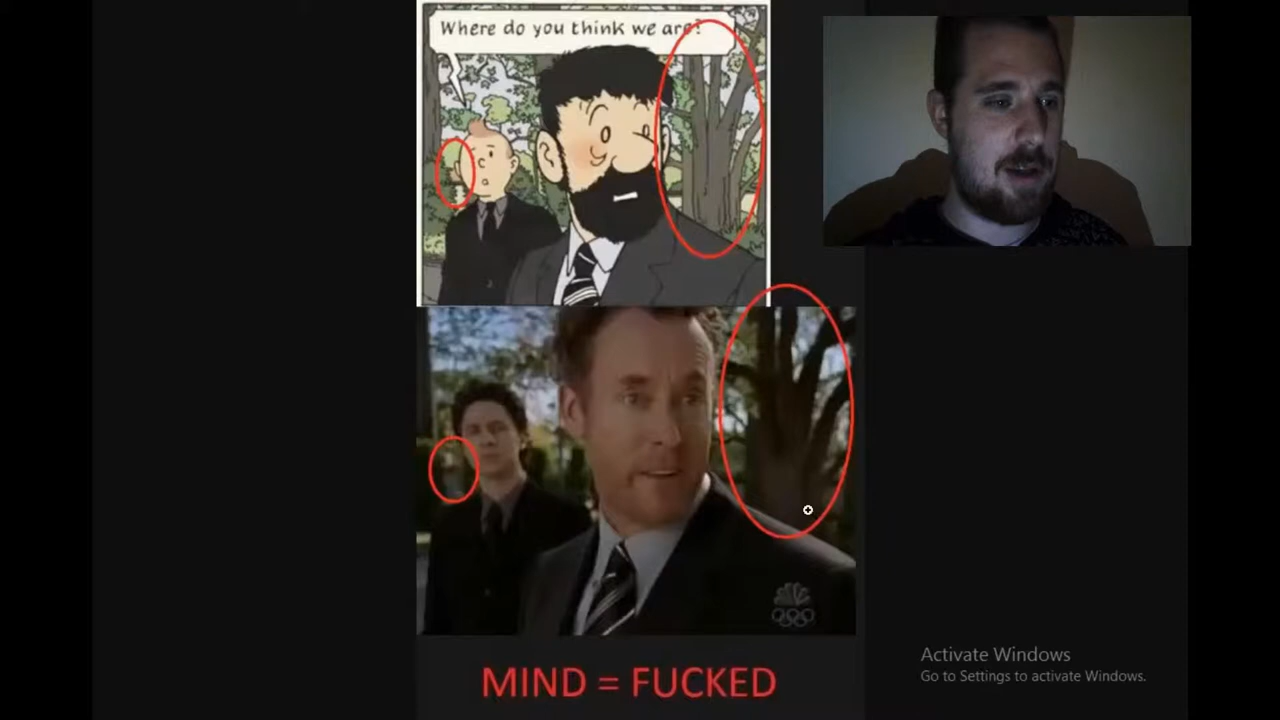 Where do you think we are?
MIND = FUCKED
Activate Windows
Go to Settings to activate Windows.